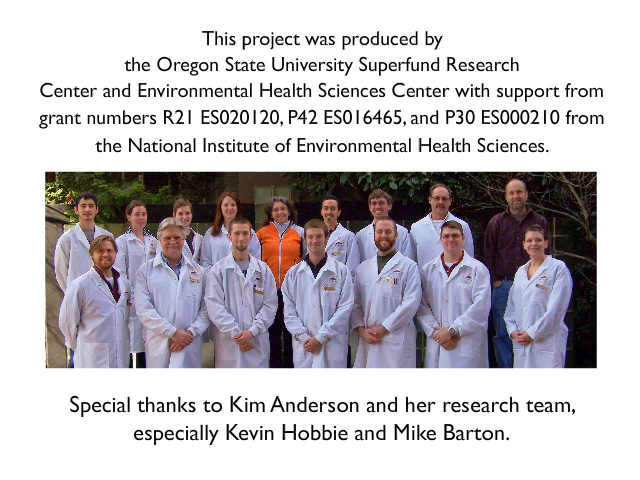 This project was produced by
the Oregon State University Superfund Research
Center and Environmental Health Sciences Center with support from
grant numbers R21 ES020120, P42 ES016465, and P30 ES000210 from
the National Institute of Environmental Health Sciences.
Special thanks to Kim Anderson and her research team,
especially Kevin Hobbie and Mike Barton.